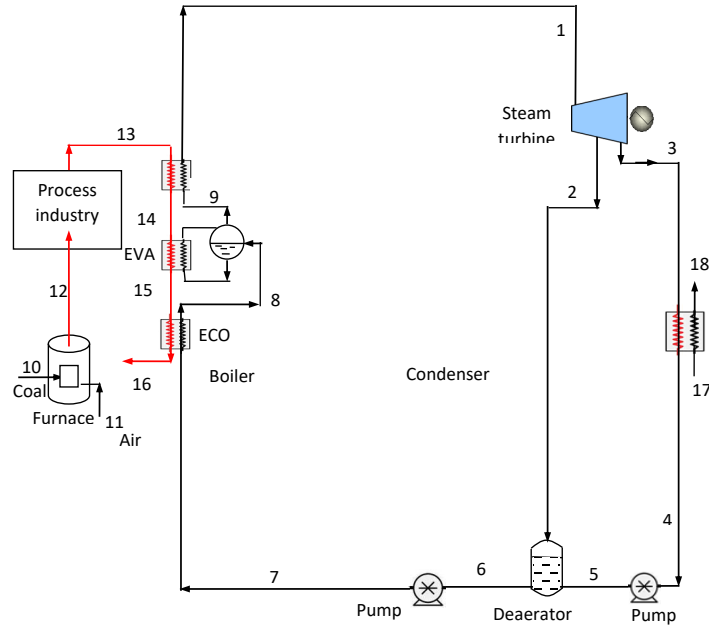 1
Steam
turbine
13
3
Process
industry
2
9
14
EVA
18
12
15
8
ECO
10
16
Boiler
Condenser
17
Coal
Furnace
11
Air
4
7
6
5
Pump
Deaerator
Pump